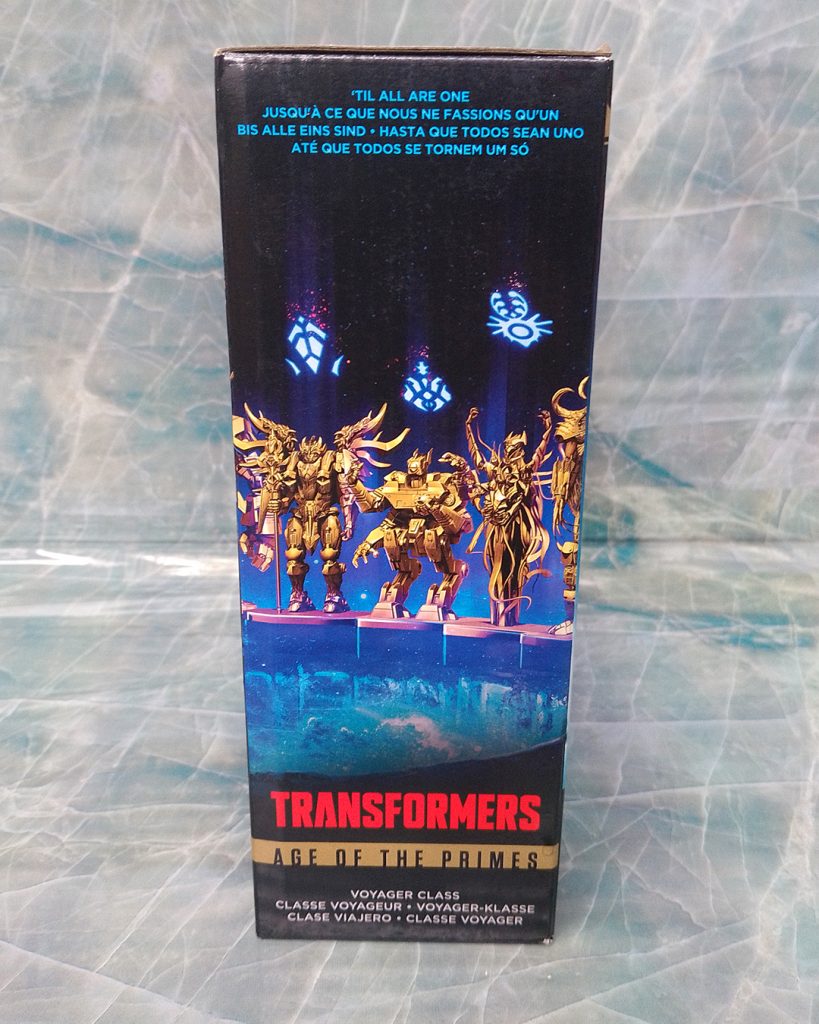 'TIL ALL ARE ONE
JUSQU'À CE QUE NOUS NE FASSIONS QU'UN
BIS ALLE EINS SIND • HASTA QUE TODOS SEAN UNO
ATÉ QUE TODOS SE TORNEM UM SÓ
TRANSFORMERS
AGE OF THE PRIMES
VOYAGER CLASS
CLASSE VOYAGEUR • VOYAGER-KLASSE
CLASE VIAJERO • CLASSE VOYAGER